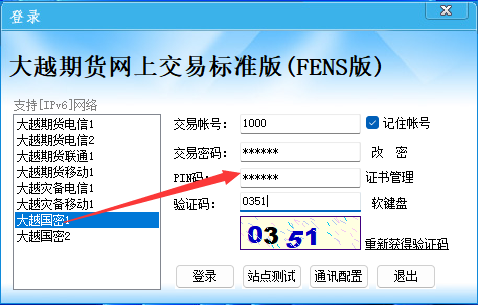 登录
大越期货网上交易标准版(FENS版)
支持[IPv6]网络
大越期货电信1
大越期货电信2
大越期货联通1
大越期货移动1
大越灾备电信1
大越灾备移动1
大越国密1
大越国密2
交易帐号： 1000 记住帐号
交易密码： ****** 改 密
PIN码： ****** 证书管理
验证码： 0351 软键盘
03 51 重新获得验证码
登录 站点测试 通讯配置 退出